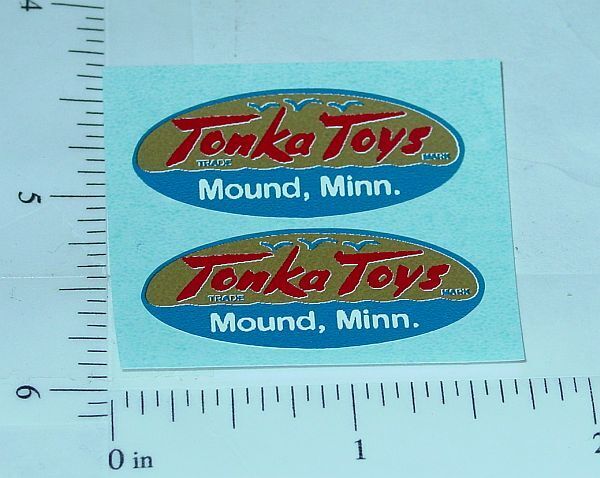 Tonka Toys
TRADE MARK
Mound, Minn.
Tonka Toys
TRADE MARK
Mound, Minn.
4
5
6
0 in
1
2